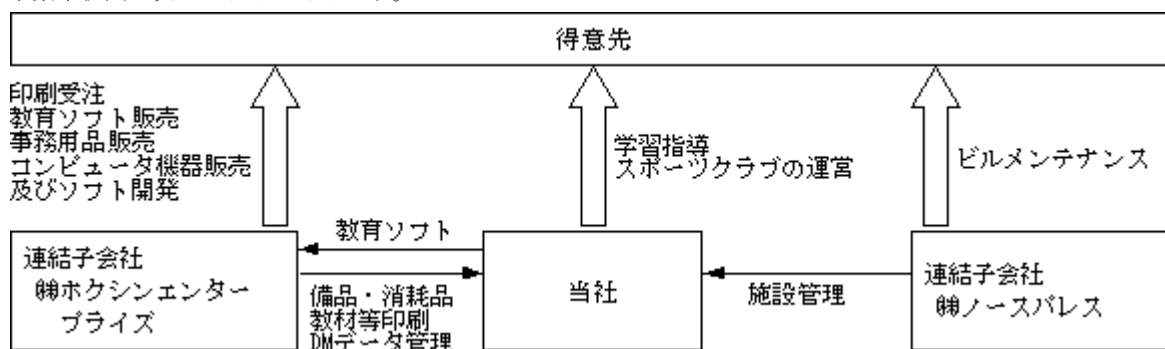 得意先
印刷受注
教育ソフト販売
事務用品販売
コンピュータ機器販売
及びソフト開発
学習指導
スポーツクラブの運営
ビルメンテナンス
教育ソフト
連結子会社
㈱ホクシンエンター
プライズ
備品・消耗品
教材等印刷
DMデータ管理
当社
施設管理
連結子会社
㈱ノースパレス